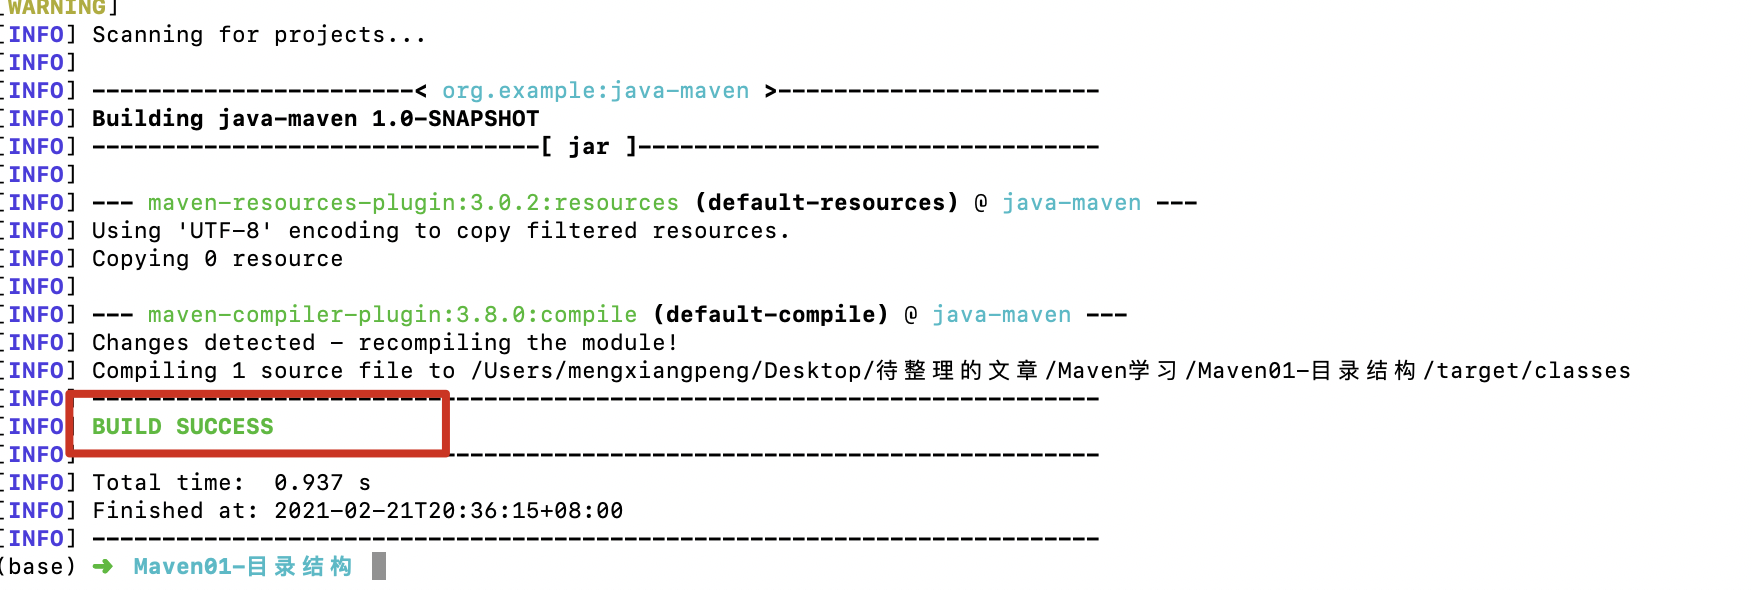 [WARNING]
[INFO] Scanning for projects...
[INFO]
[INFO] -----------------------< org.example:java-maven >-----------------------
[INFO] Building java-maven 1.0-SNAPSHOT
[INFO] --------------------------------[ jar ]---------------------------------
[INFO]
[INFO] --- maven-resources-plugin:3.0.2:resources (default-resources) @ java-maven ---
[INFO] Using 'UTF-8' encoding to copy filtered resources.
[INFO] Copying 0 resource
[INFO]
[INFO] --- maven-compiler-plugin:3.8.0:compile (default-compile) @ java-maven ---
[INFO] Changes detected - recompiling the module!
[INFO] Compiling 1 source file to /Users/mengxiangpeng/Desktop/待整理的文章/Maven学习/Maven01-目录结构/target/classes
[INFO] ------------------------------------------------------------------------
[INFO] BUILD SUCCESS
[INFO] ------------------------------------------------------------------------
[INFO] Total time:  0.937 s
[INFO] Finished at: 2021-02-21T20:36:15+08:00
[INFO] ------------------------------------------------------------------------
(base) ➜ Maven01-目录结构